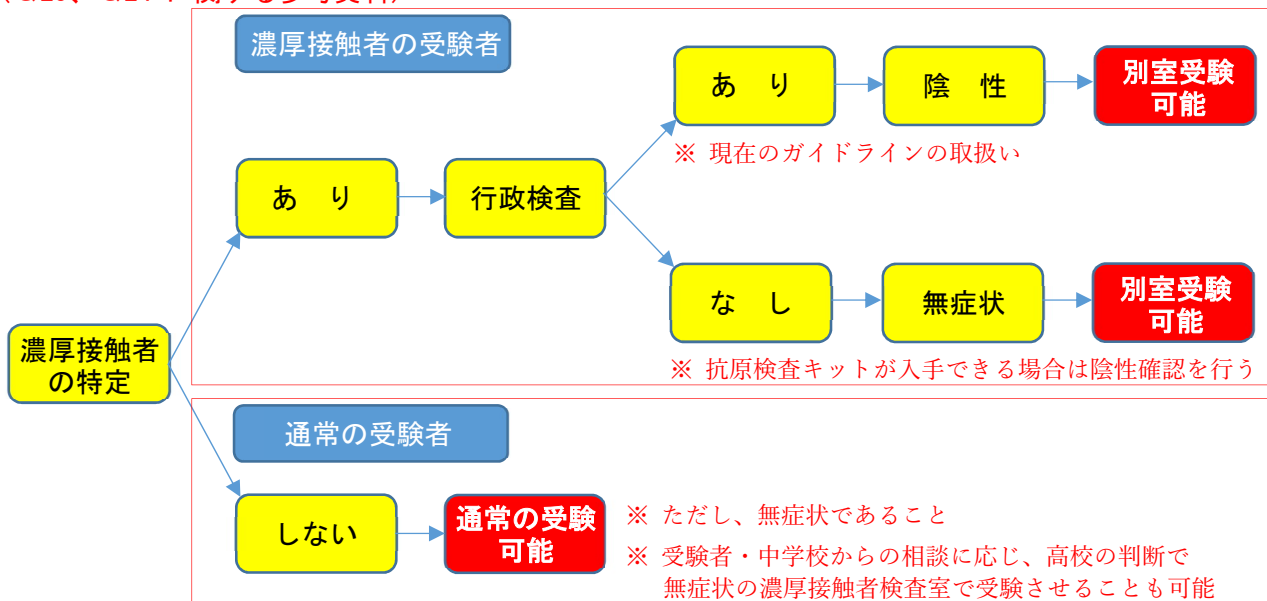 濃厚接触者の受験者
あ り
陰 性
別室受験
可能
※ 現在のガイドラインの取扱い
あ り
行政検査
な し
無症状
別室受験
可能
※ 抗原検査キットが入手できる場合は陰性確認を行う
濃厚接触者
の特定
通常の受験者
しない
通常の受験
可能
※ ただし、無症状であること
※ 受験者・中学校からの相談に応じ、高校の判断で
無症状の濃厚接触者検査室で受験させることも可能